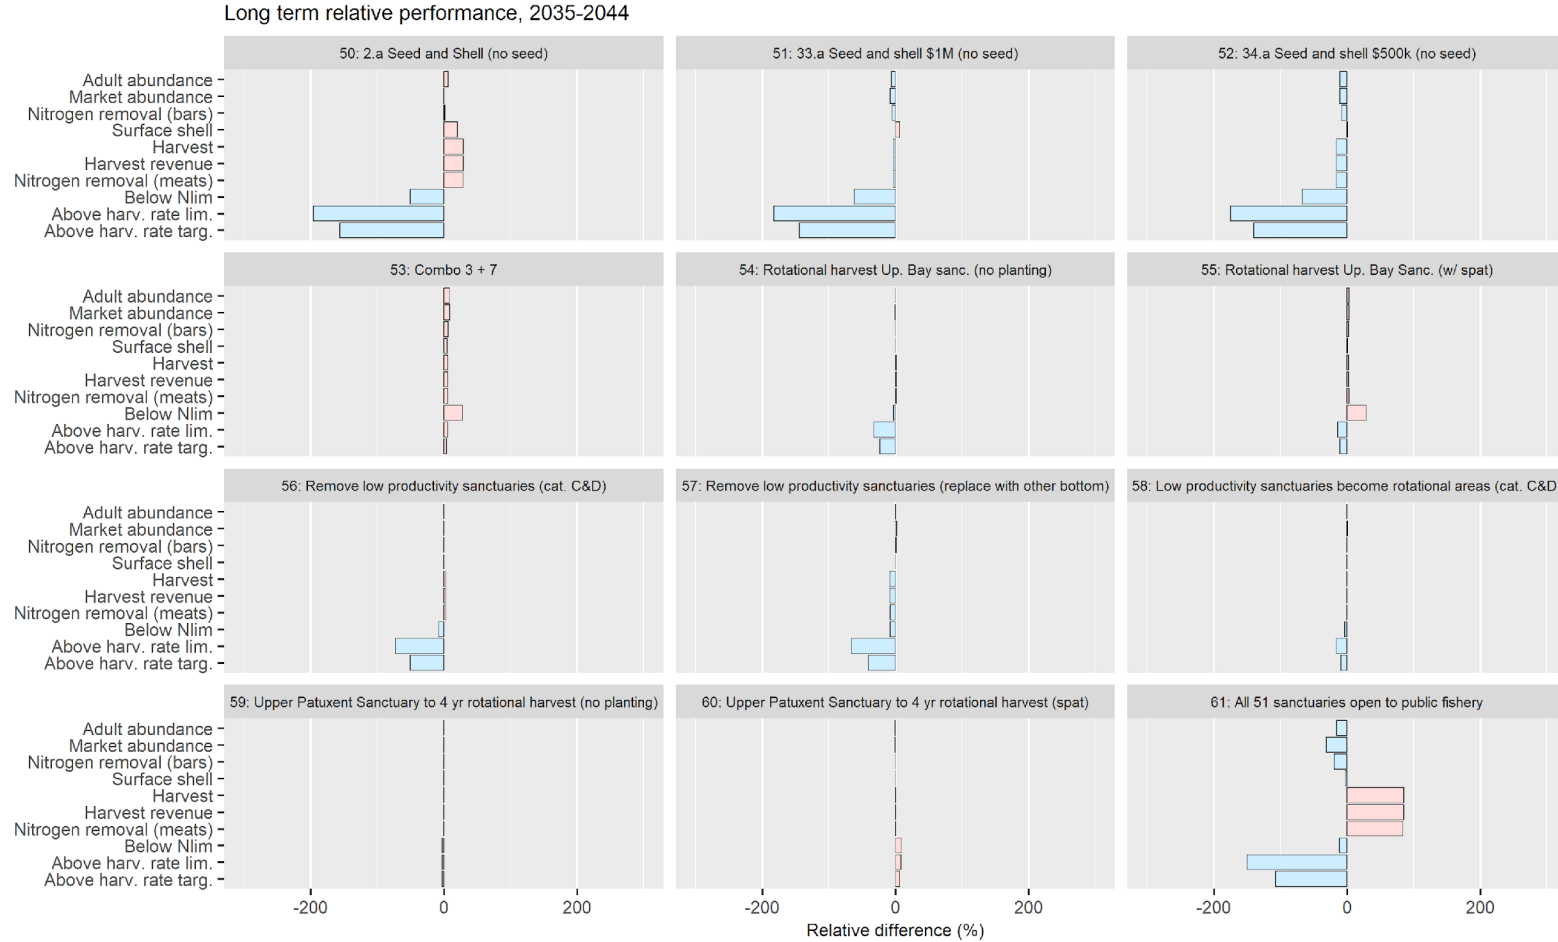 Long term relative performance, 2035-2044
50: 2.a Seed and Shell (no seed)
51: 33.a Seed and shell $1M (no seed)
52: 34.a Seed and shell $500k (no seed)
Adult abundance
Market abundance
Nitrogen removal (bars)
Surface shell
Harvest
Harvest revenue
Nitrogen removal (meats)
Below Nlim
Above harv. rate lim.
Above harv. rate targ.
53: Combo 3 + 7
54: Rotational harvest Up. Bay sanc. (no planting)
55: Rotational harvest Up. Bay Sanc. (w/ spat)
Adult abundance
Market abundance
Nitrogen removal (bars)
Surface shell
Harvest
Harvest revenue
Nitrogen removal (meats)
Below Nlim
Above harv. rate lim.
Above harv. rate targ.
56: Remove low productivity sanctuaries (cat. C&D)
57: Remove low productivity sanctuaries (replace with other bottom)
58: Low productivity sanctuaries become rotational areas (cat. C&D
Adult abundance
Market abundance
Nitrogen removal (bars)
Surface shell
Harvest
Harvest revenue
Nitrogen removal (meats)
Below Nlim
Above harv. rate lim.
Above harv. rate targ.
59: Upper Patuxent Sanctuary to 4 yr rotational harvest (no planting)
60: Upper Patuxent Sanctuary to 4 yr rotational harvest (spat)
61: All 51 sanctuaries open to public fishery
Adult abundance
Market abundance
Nitrogen removal (bars)
Surface shell
Harvest
Harvest revenue
Nitrogen removal (meats)
Below Nlim
Above harv. rate lim.
Above harv. rate targ.
-200 0 200
-200 0 200
-200 0 200
Relative difference (%)